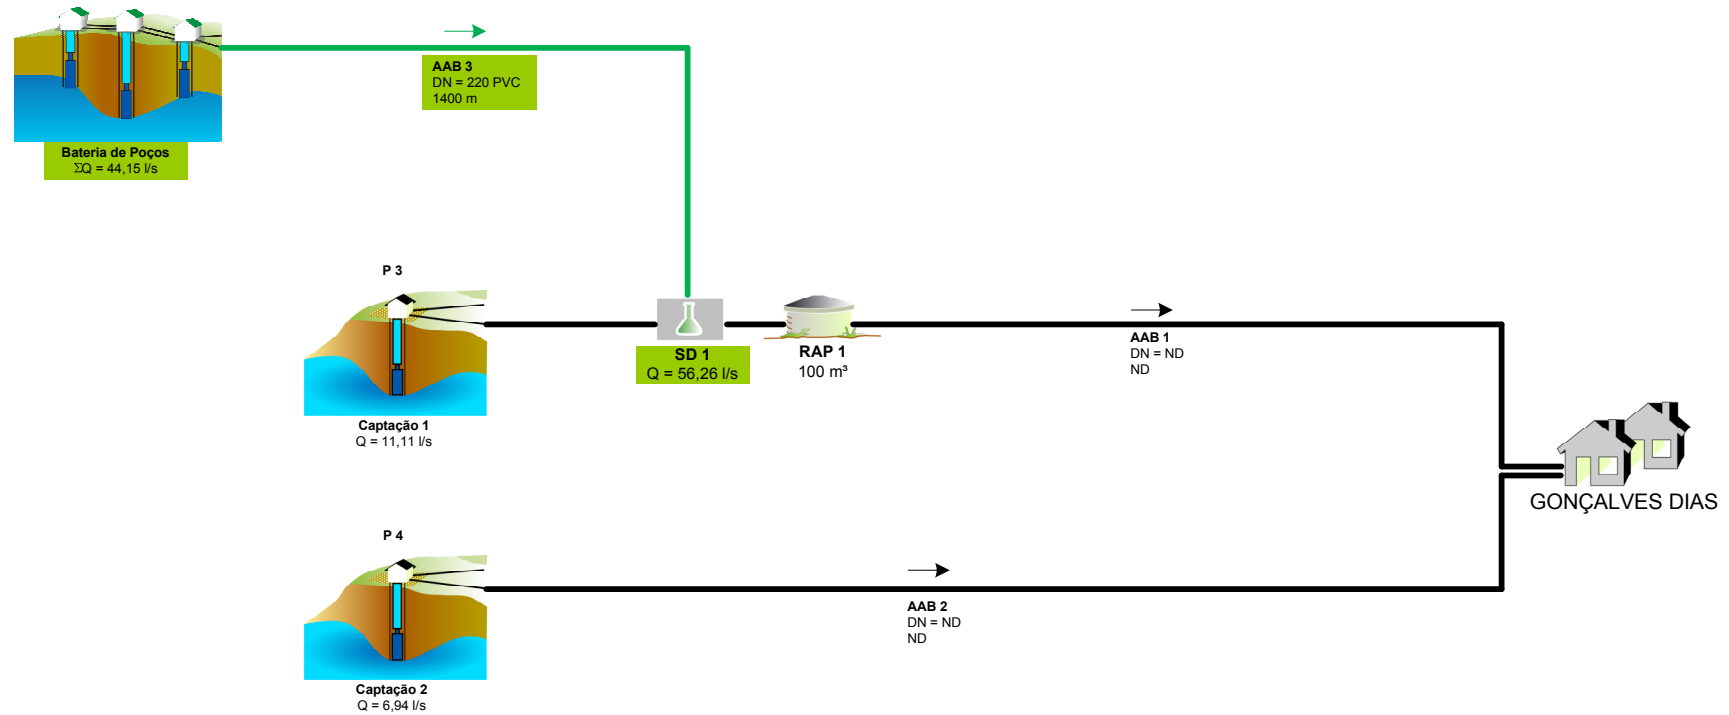 AAB 3
DN = 220 PVC
1400 m
Bateria de Poços
ΣQ = 44,15 l/s
P 3
SD 1
Q = 56,26 l/s
RAP 1
100 m³
AAB 1
DN = ND
ND
Captação 1
Q = 11,11 l/s
GONÇALVES DIAS
P 4
AAB 2
DN = ND
ND
Captação 2
Q = 6,94 l/s